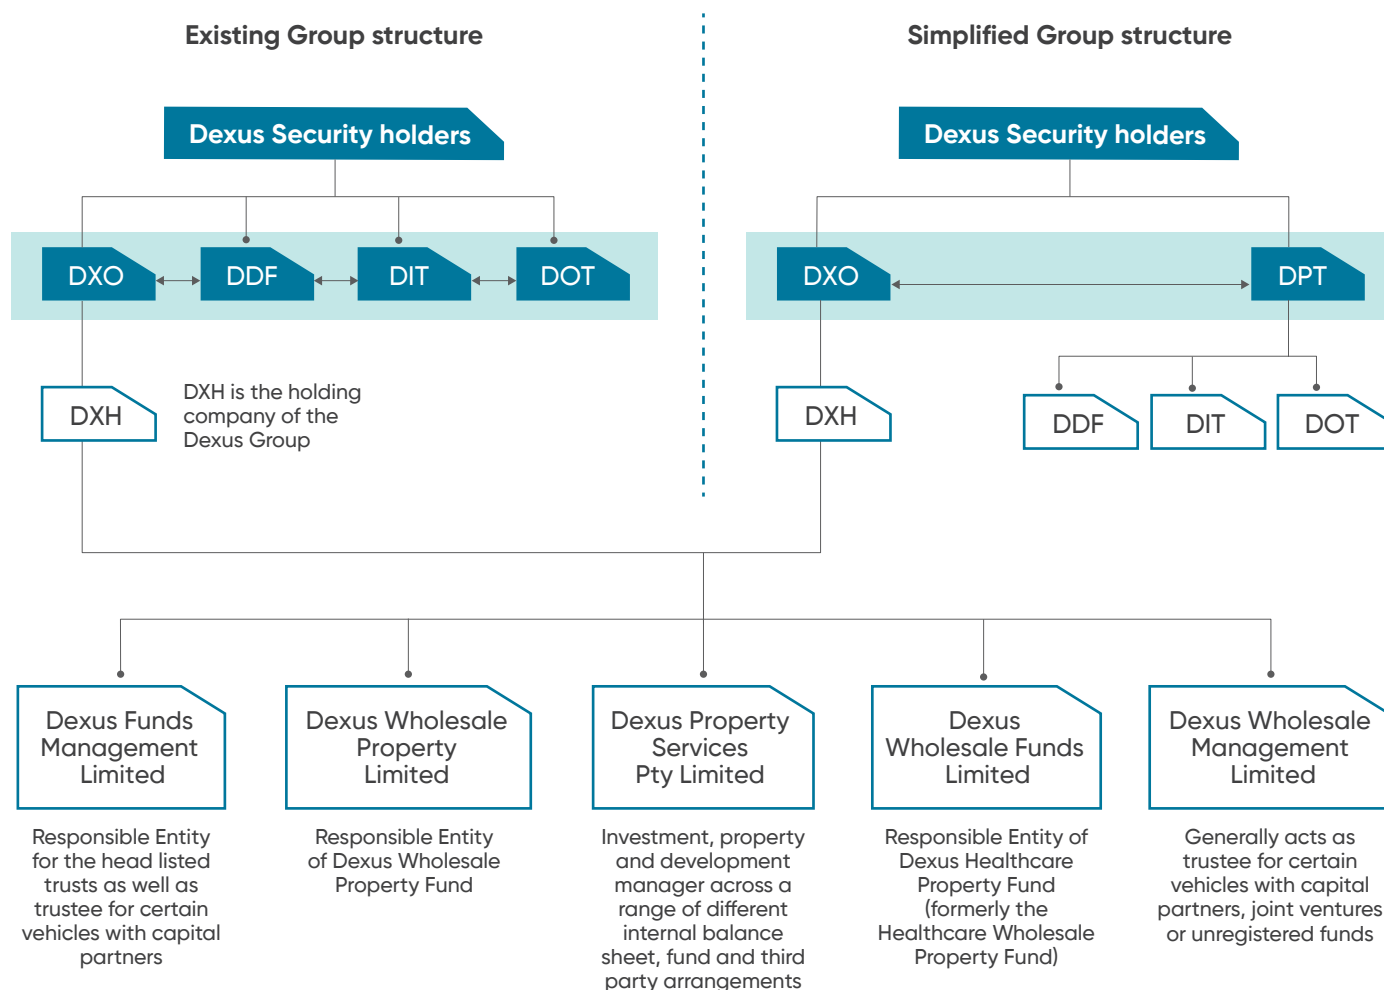 Existing Group structure
Simplified Group structure
Dexus Security holders
Dexus Security holders
DXO
DDF
DIT
DOT
DXO
DPT
DXH
DXH is the holding
company of the
Dexus Group
DXH
DDF
DIT
DOT
Dexus Funds
Management
Limited
Dexus Wholesale
Property
Limited
Dexus Property
Services
Pty Limited
Dexus
Wholesale Funds
Limited
Dexus Wholesale
Management
Limited
Responsible Entity
for the head listed
trusts as well as
trustee for certain
vehicles with capital
partners
Responsible Entity
of Dexus Wholesale
Property Fund
Investment, property
and development
manager across a
range of different
internal balance
sheet, fund and third
party arrangements
Responsible Entity of
Dexus Healthcare
Property Fund
(formerly the
Healthcare Wholesale
Property Fund)
Generally acts as
trustee for certain
vehicles with capital
partners, joint ventures
or unregistered funds